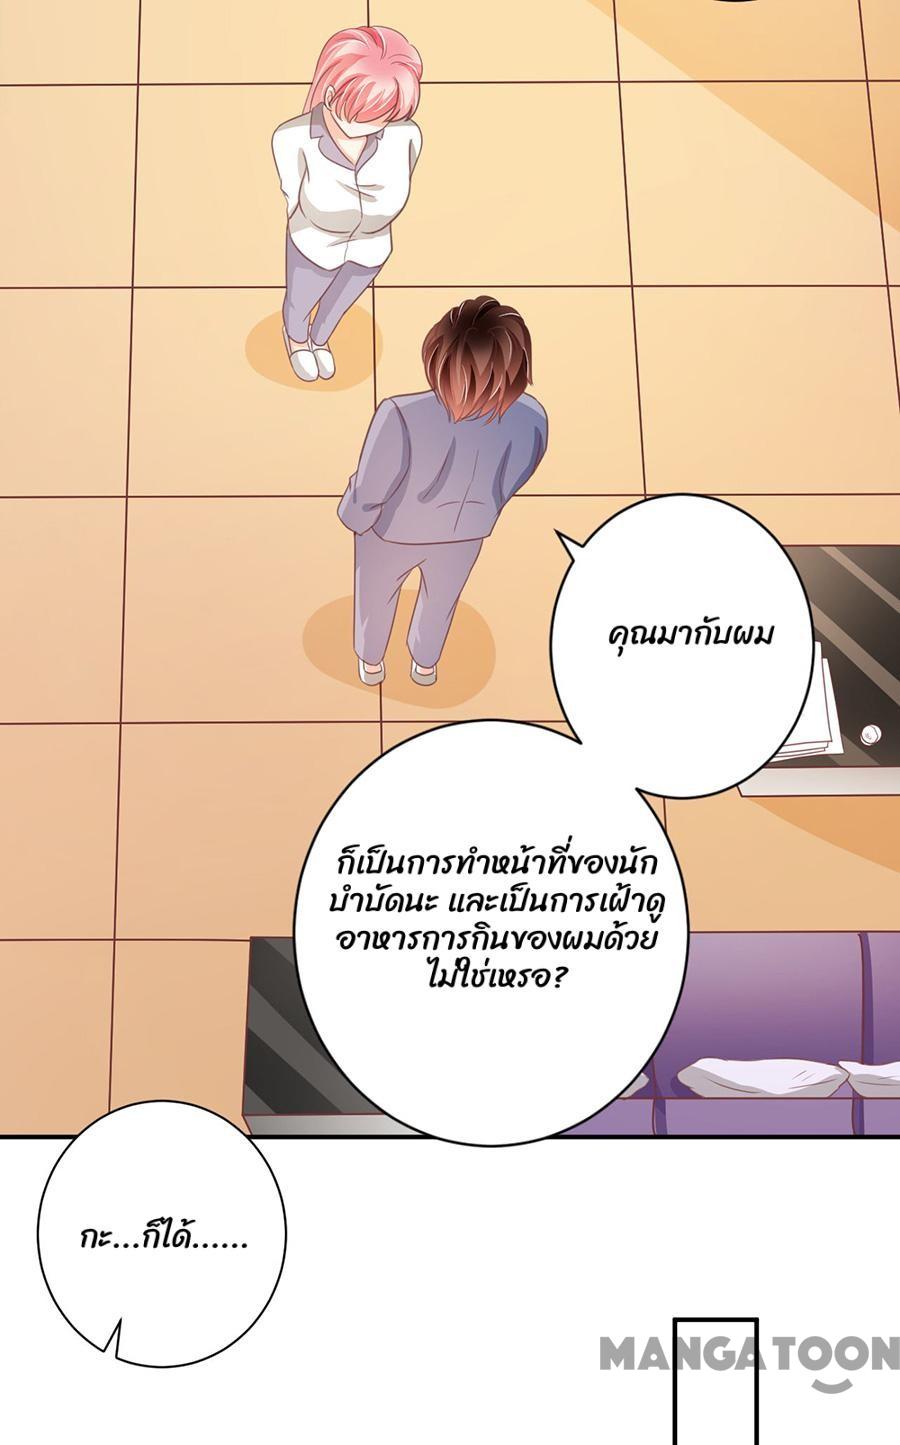 คุณมากับผม
ก็เป็นการทำหน้าที่ของนัก
บำบัดนะ และเป็นการเฝ้าดู
อาหารการกินของผมด้วย
ไม่ใช่เหรอ?
กะ...ก็ได้......
MANGATOON